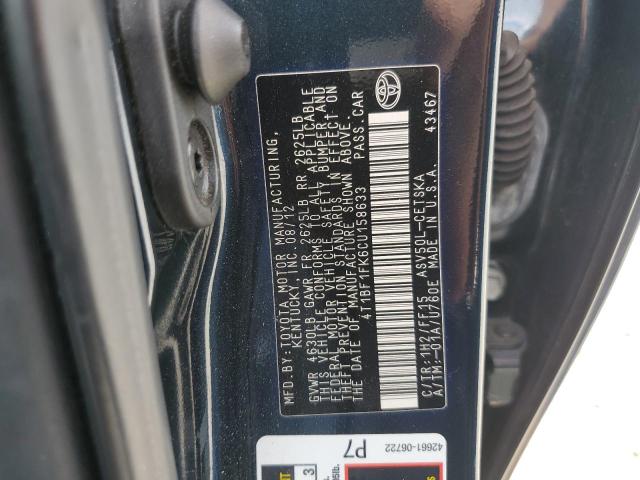 MFD.BY:TOYOTA MOTOR MANUFACTURING,
KENTUCKY, INC. 08/12
GVWR 4630LB GAWR FR 2625LB RR 2625LB
THIS VEHICLE CONFORMS TO ALL APPLICABLE
FEDERAL MOTOR VEHICLE SAFETY, BUMPER, AND
THEFT PREVENTION STANDARDS IN EFFECT ON
THE DATE OF MANUFACTURE SHOWN ABOVE.
4T1BF1FK6CU158633 PASS.CAR
C/TR:1H2/FF15 ASV50L-CETSKA
A/TM:-01A/U760E MADE IN U.S.A. 43467
42661-06722
P7
3